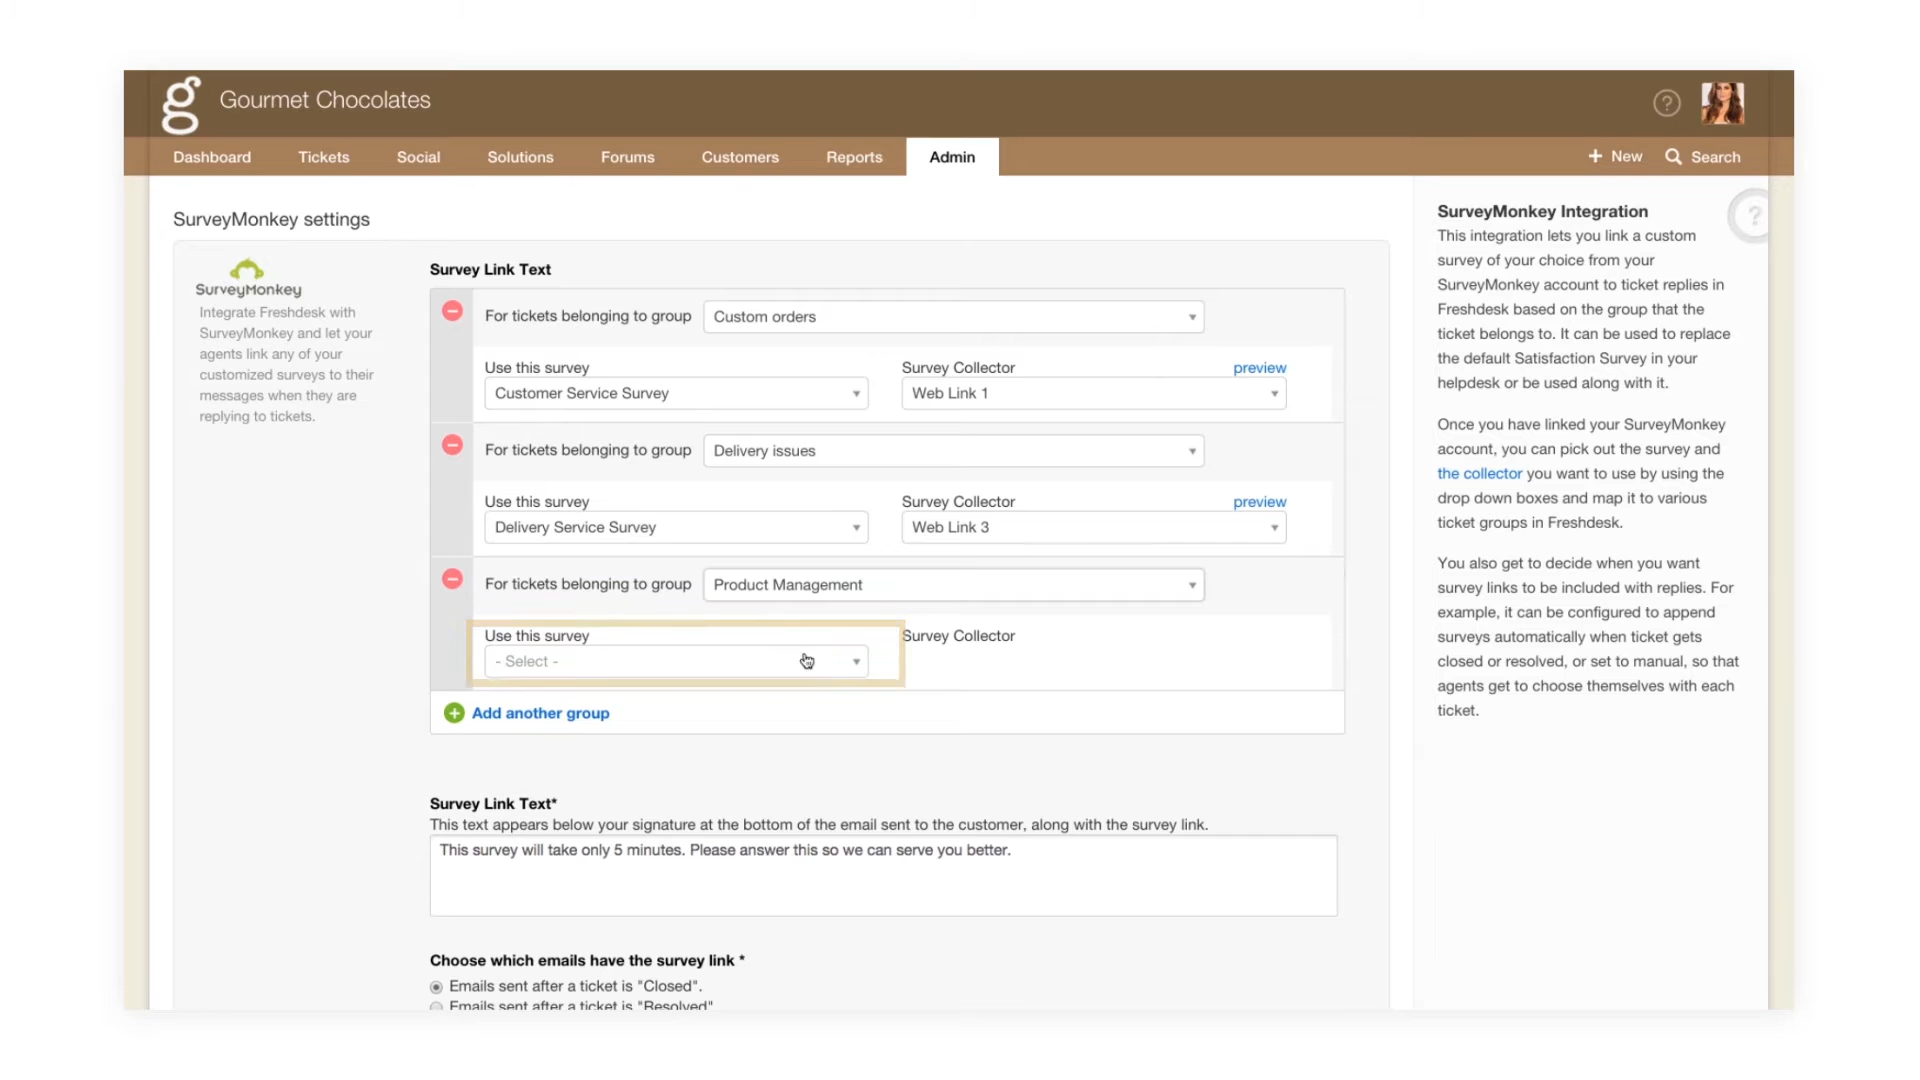 g Gourmet Chocolates
?
Dashboard Tickets Social Solutions Forums Customers Reports Admin + New Search
SurveyMonkey settings
SurveyMonkey
Integrate Freshdesk with
SurveyMonkey and let your
agents link any of your
customized surveys to their
messages when they are
replying to tickets.
Survey Link Text
For tickets belonging to group Custom orders
Use this survey Survey Collector preview
Customer Service Survey Web Link 1
For tickets belonging to group Delivery issues
Use this survey Survey Collector preview
Delivery Service Survey Web Link 3
For tickets belonging to group Product Management
Use this survey Survey Collector
- Select -
Add another group
Survey Link Text*
This text appears below your signature at the bottom of the email sent to the customer, along with the survey link.
This survey will take only 5 minutes. Please answer this so we can serve you better.
Choose which emails have the survey link *
Emails sent after a ticket is "Closed".
Emails sent after a ticket is "Resolved"
SurveyMonkey Integration
?
This integration lets you link a custom
survey of your choice from your
SurveyMonkey account to ticket replies in
Freshdesk based on the group that the
ticket belongs to. It can be used to replace
the default Satisfaction Survey in your
helpdesk or be used along with it.
Once you have linked your SurveyMonkey
account, you can pick out the survey and
the collector you want to use by using the
drop down boxes and map it to various
ticket groups in Freshdesk.
You also get to decide when you want
survey links to be included with replies. For
example, it can be configured to append
surveys automatically when ticket gets
closed or resolved, or set to manual, so that
agents get to choose themselves with each
ticket.